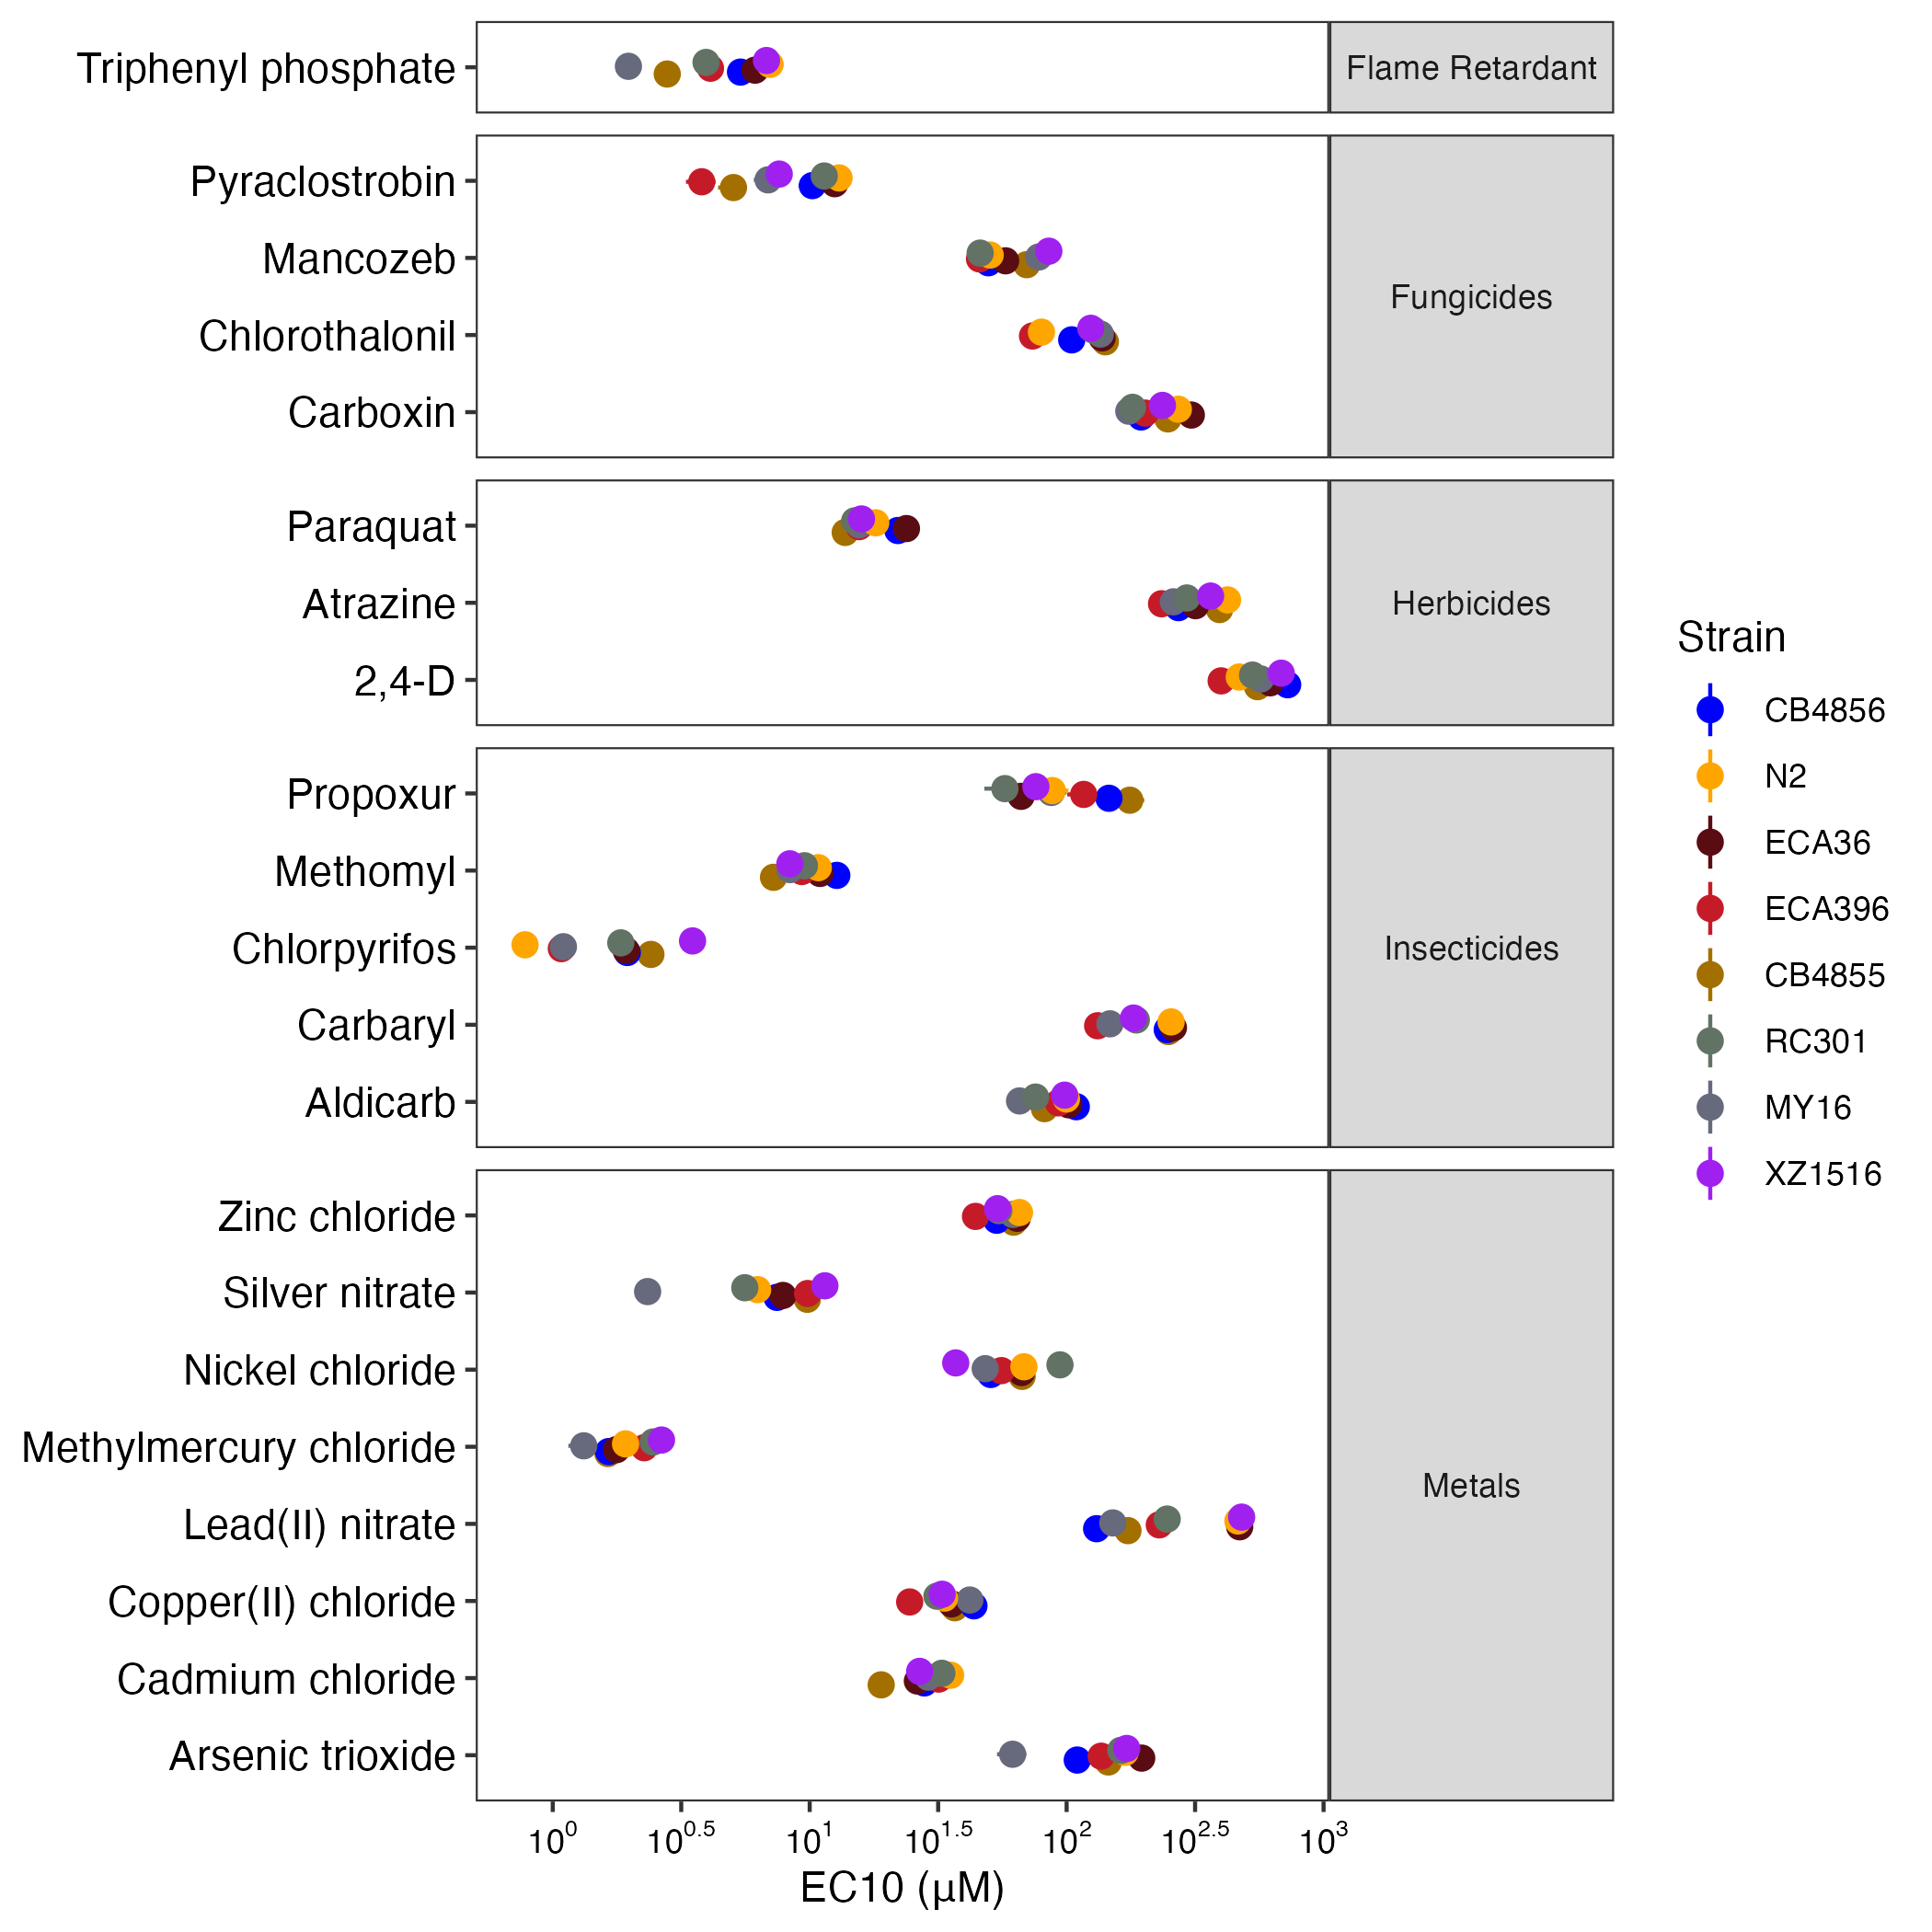 Triphenyl phosphate
Flame Retardant
Pyraclostrobin
Mancozeb
Chlorothalonil
Carboxin
Fungicides
Paraquat
Atrazine
2,4-D
Herbicides
Propoxur
Methomyl
Chlorpyrifos
Carbaryl
Aldicarb
Insecticides
Zinc chloride
Silver nitrate
Nickel chloride
Methylmercury chloride
Lead(II) nitrate
Copper(II) chloride
Cadmium chloride
Arsenic trioxide
Metals
10^0 10^0.5 10^1 10^1.5 10^2 10^2.5 10^3
EC10 (μM)
Strain
CB4856
N2
ECA36
ECA396
CB4855
RC301
MY16
XZ1516